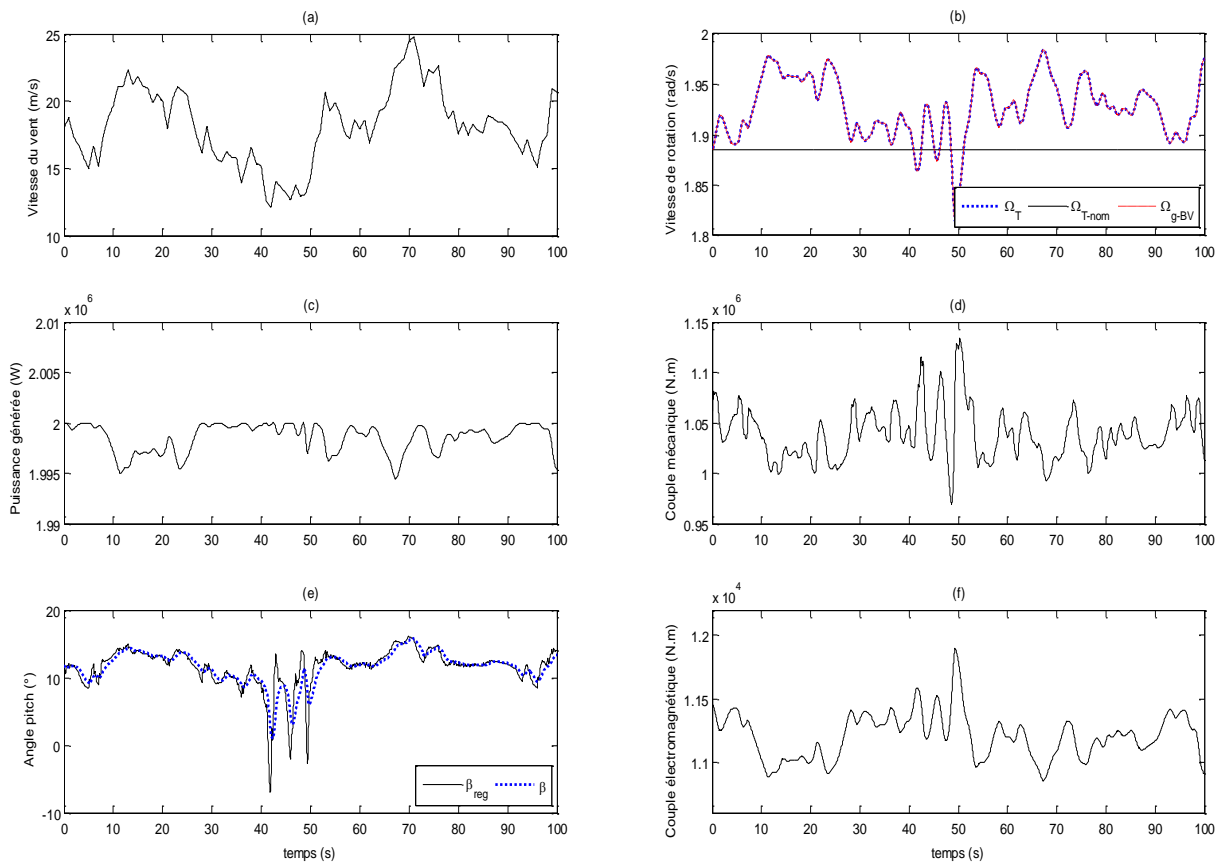 (a)
Vitesse du vent (m/s)
25
20
15
10
0 10 20 30 40 50 60 70 80 90 100
(b)
Vitesse de rotation (rad/s)
2
1.95
1.9
1.85
1.8
0 10 20 30 40 50 60 70 80 90 100
Ω_T Ω_T-nom Ω_g-BV
(c)
x 10^6
Puissance générée (W)
2.01
2.005
2
1.995
1.99
0 10 20 30 40 50 60 70 80 90 100
(d)
x 10^6
Couple mécanique (N.m)
1.15
1.1
1.05
1
0.95
0 10 20 30 40 50 60 70 80 90 100
(e)
Angle pitch (°)
20
10
0
-10
0 10 20 30 40 50 60 70 80 90 100
β_reg β
temps (s)
(f)
x 10^4
Couple électromagnétique (N.m)
1.2
1.15
1.1
0 10 20 30 40 50 60 70 80 90 100
temps (s)